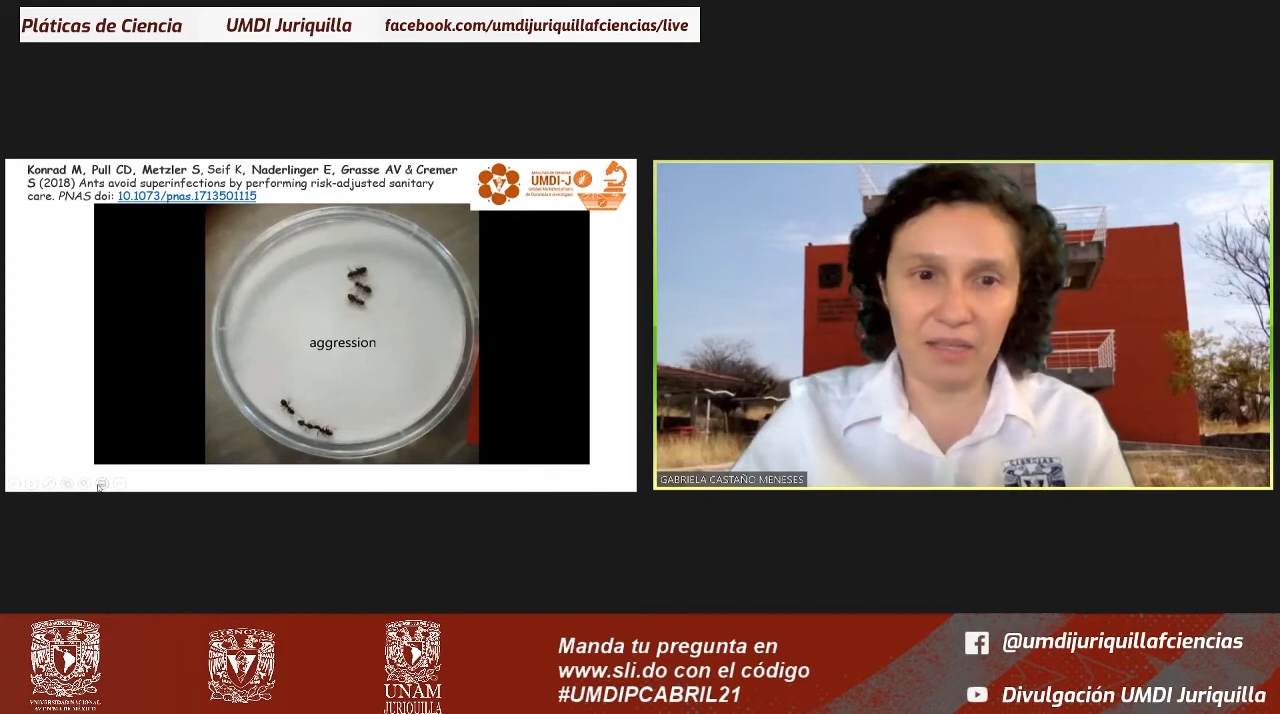 Pláticas de Ciencia UMDI Juriquilla facebook.com/umdijuriquillafciencias/live
Konrad M, Pull CD, Metzler S, Seif K, Naderlinger E, Grasse AV & Cremer
S (2018) Ants avoid superinfections by performing risk-adjusted sanitary
care. PNAS doi: 10.1073/pnas.1713501115
UMDI-J
aggression
GABRIELA CASTAÑO MENESES
CIENCIAS
CIENCIAS
UNAM
JURIQUILLA
Manda tu pregunta en
www.sli.do con el código
#UMDIPCABRIL21
@umdijuriquillafciencias
Divulgación UMDI Juriquilla